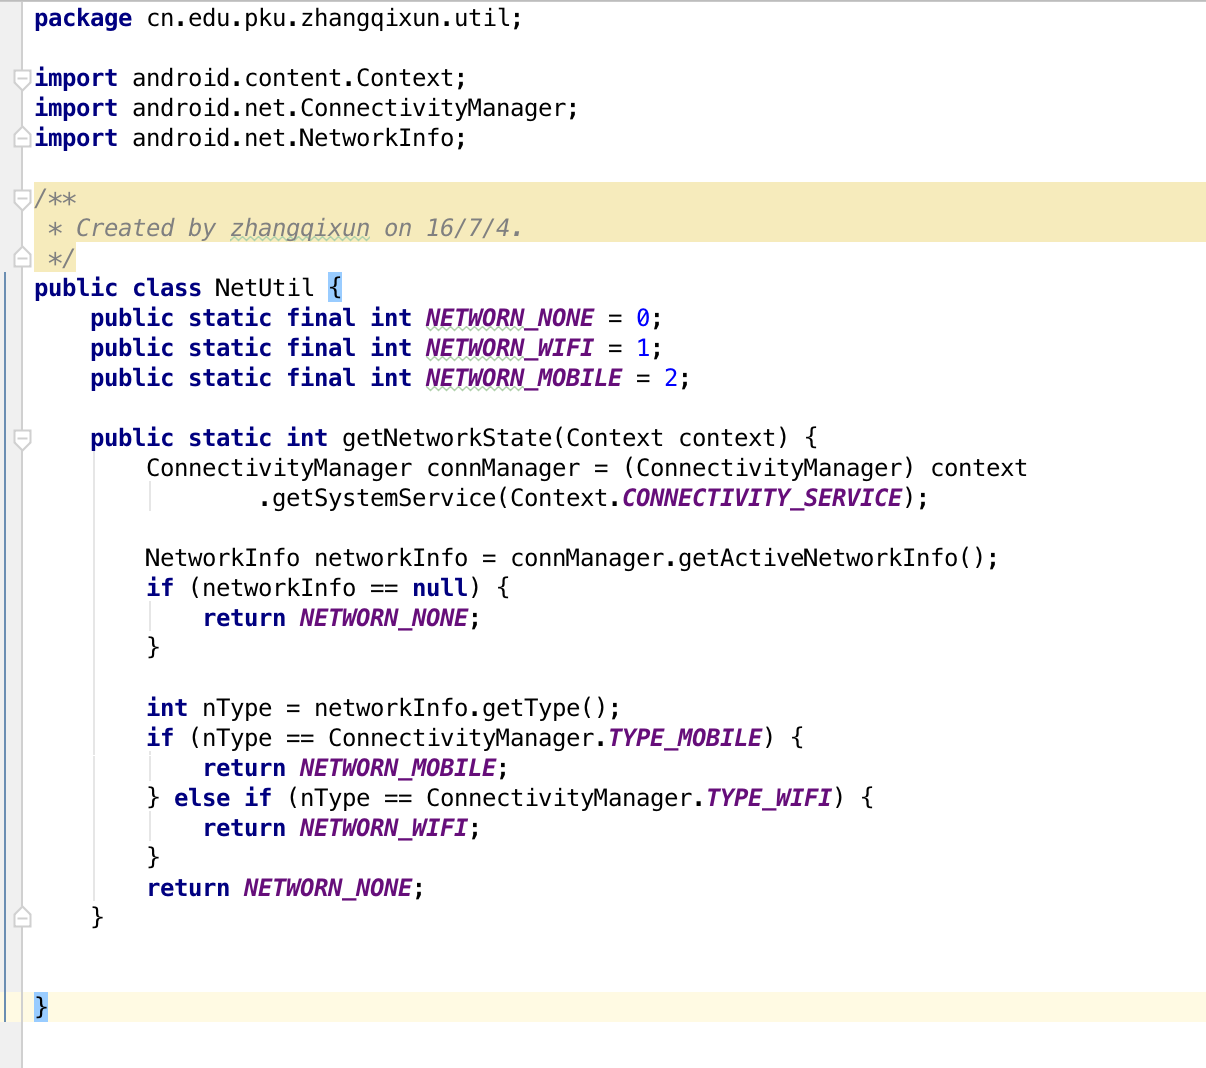 package cn.edu.pku.zhangqixun.util;
import android.content.Context;
import android.net.ConnectivityManager;
import android.net.NetworkInfo;
/**
* Created by zhangqixun on 16/7/4.
*/
public class NetUtil {
public static final int NETWORN_NONE = 0;
public static final int NETWORN_WIFI = 1;
public static final int NETWORN_MOBILE = 2;
public static int getNetworkState(Context context) {
ConnectivityManager connManager = (ConnectivityManager) context
.getSystemService(Context.CONNECTIVITY_SERVICE);
NetworkInfo networkInfo = connManager.getActiveNetworkInfo();
if (networkInfo == null) {
return NETWORN_NONE;
}
int nType = networkInfo.getType();
if (nType == ConnectivityManager.TYPE_MOBILE) {
return NETWORN_MOBILE;
} else if (nType == ConnectivityManager.TYPE_WIFI) {
return NETWORN_WIFI;
}
return NETWORN_NONE;
}
}